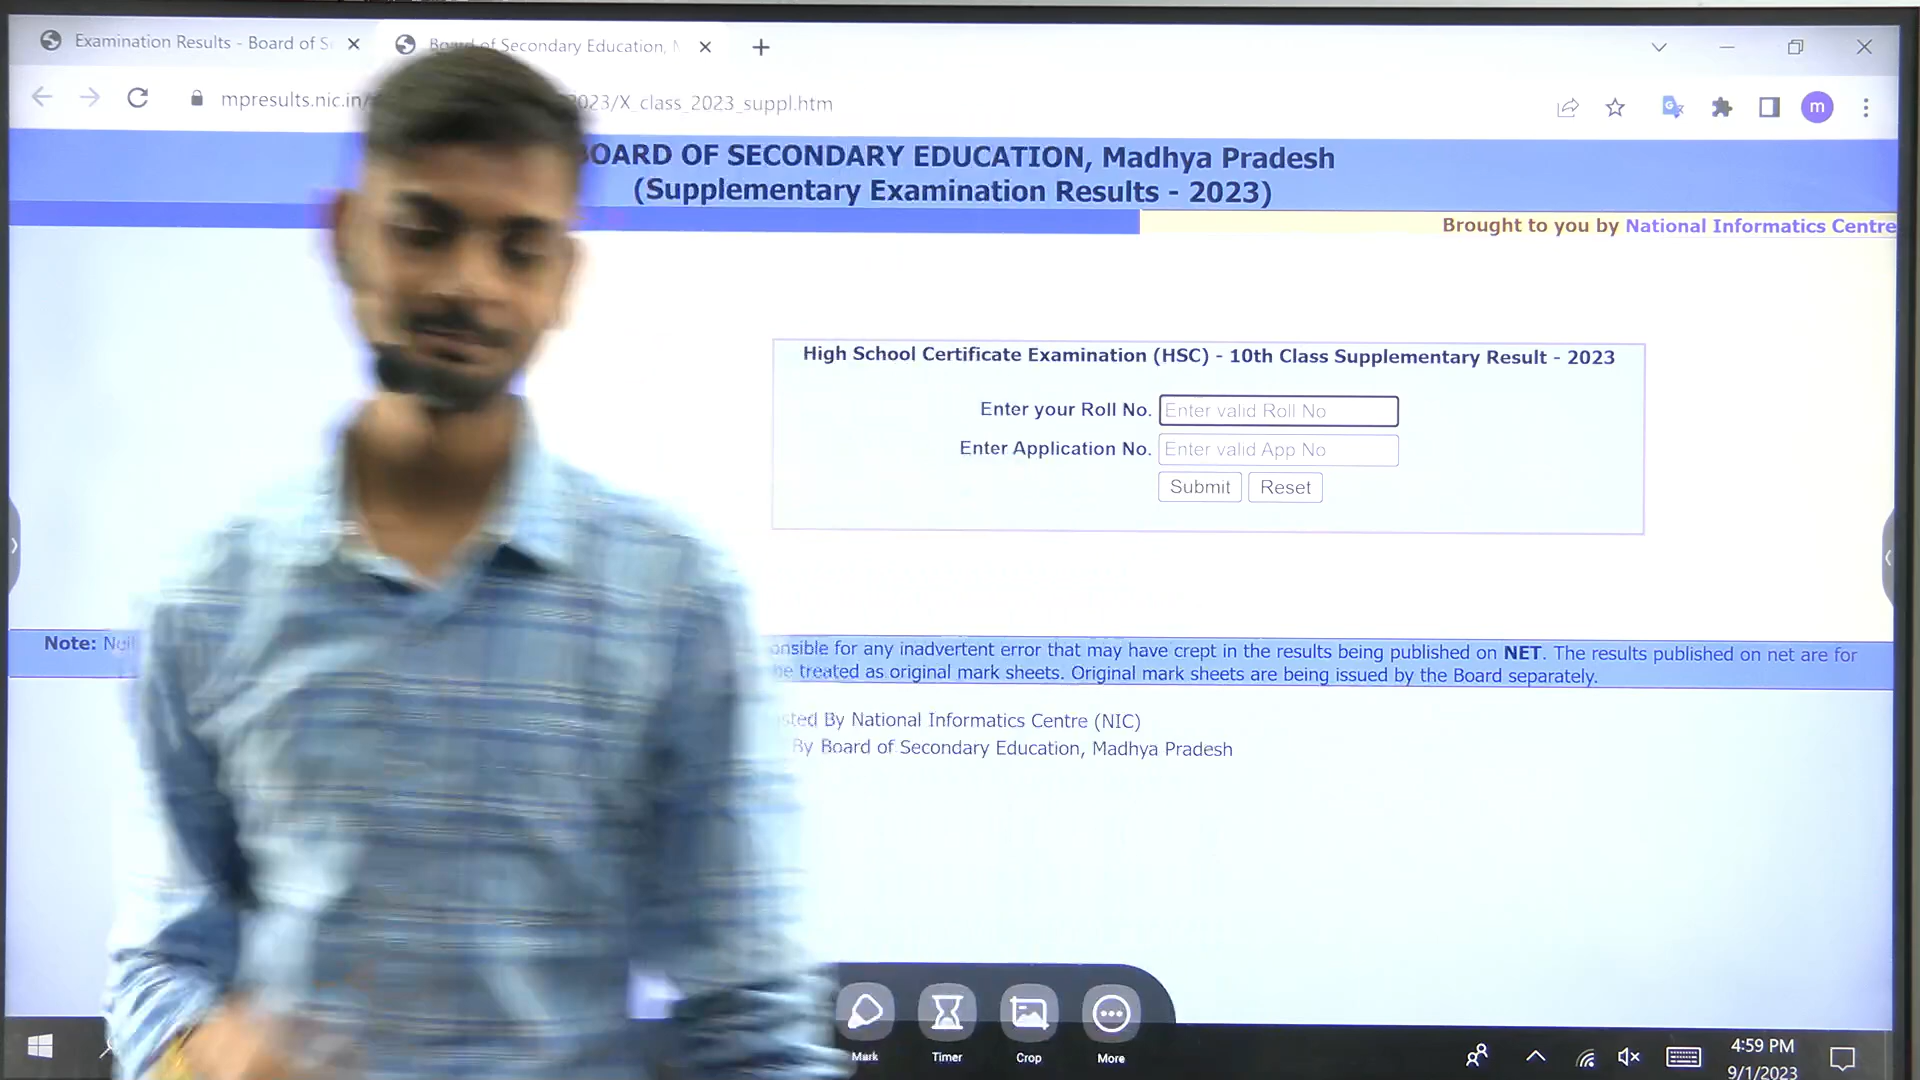 Examination Results - Board of S
Board of Secondary Education, M
mpresults.nic.in/
2023/X_class_2023_suppl.htm
m
BOARD OF SECONDARY EDUCATION, Madhya Pradesh
(Supplementary Examination Results - 2023)
Brought to you by National Informatics Centre
High School Certificate Examination (HSC) - 10th Class Supplementary Result - 2023
Enter your Roll No. Enter valid Roll No
Enter Application No. Enter valid App No
Submit Reset
Note: onsible for any inadvertent error that may have crept in the results being published on NET. The results published on net are for
be treated as original mark sheets. Original mark sheets are being issued by the Board separately.
sted By National Informatics Centre (NIC)
By Board of Secondary Education, Madhya Pradesh
Mark Timer Crop More
4:59 PM
9/1/2023